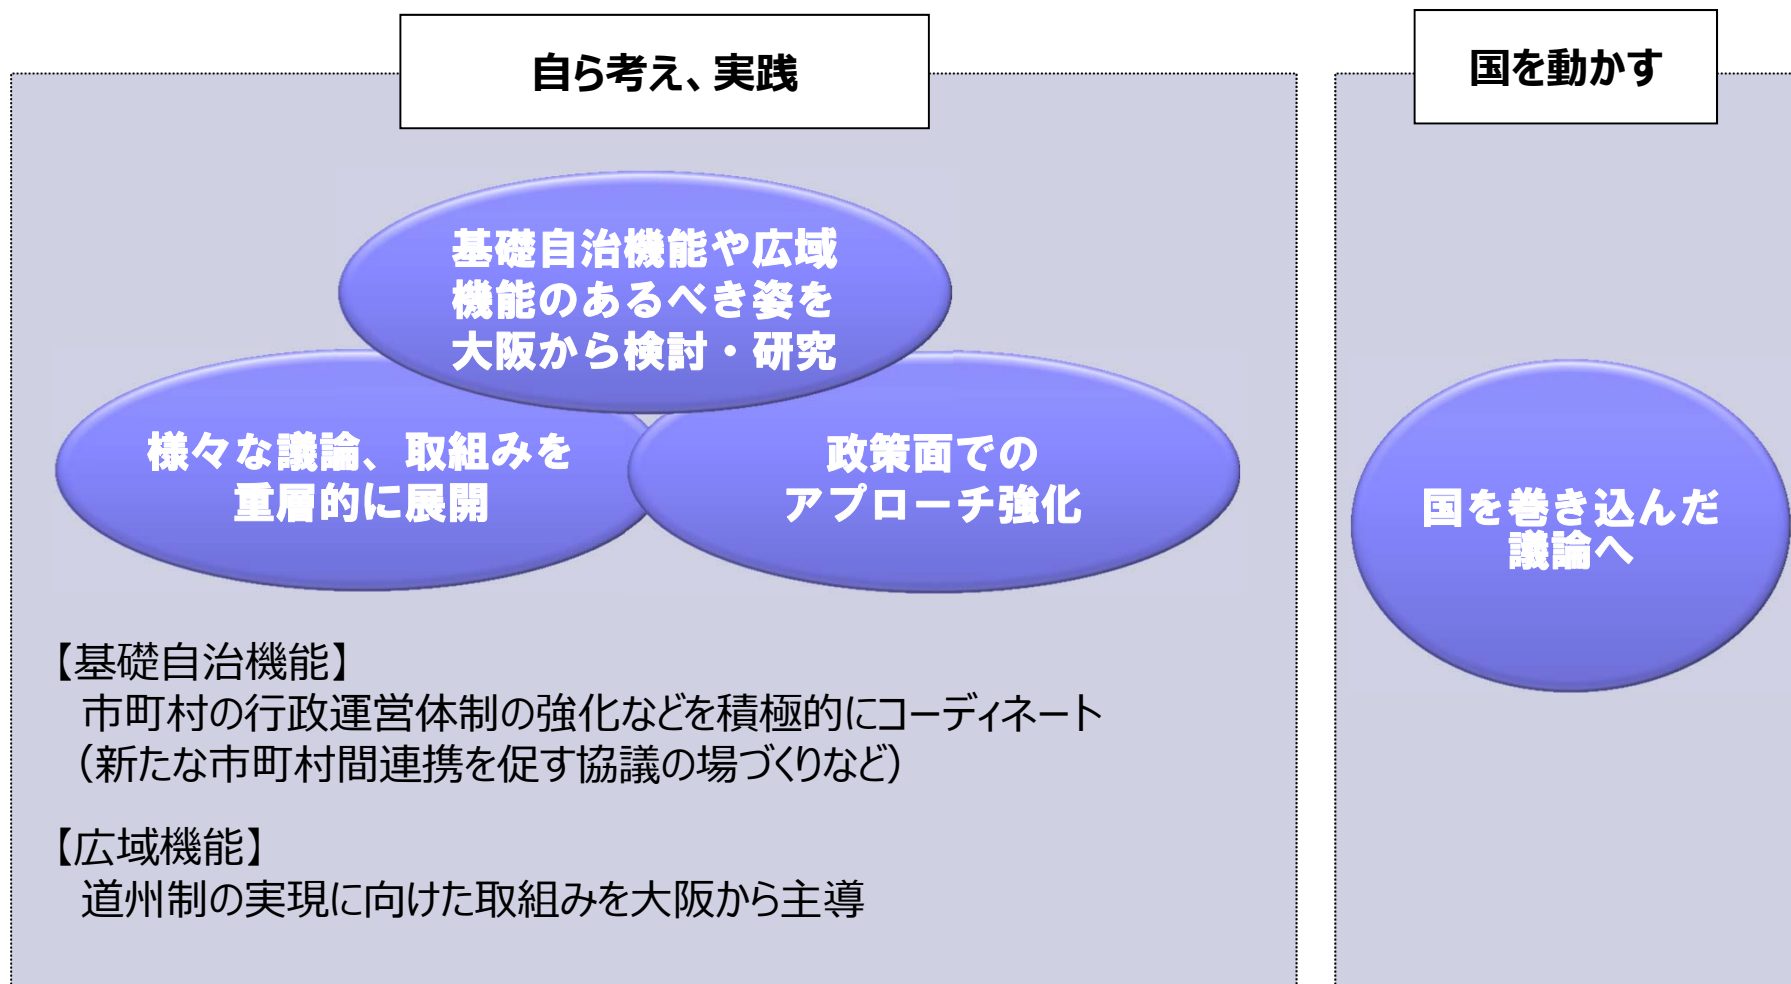 自ら考え、実践
基礎自治機能や広域
機能のあるべき姿を
大阪から検討・研究
様々な議論、取組みを
重層的に展開
政策面での
アプローチ強化
【基礎自治機能】
市町村の行政運営体制の強化などを積極的にコーディネート
（新たな市町村間連携を促す協議の場づくりなど）
【広域機能】
道州制の実現に向けた取組みを大阪から主導
国を動かす
国を巻き込んだ
議論へ